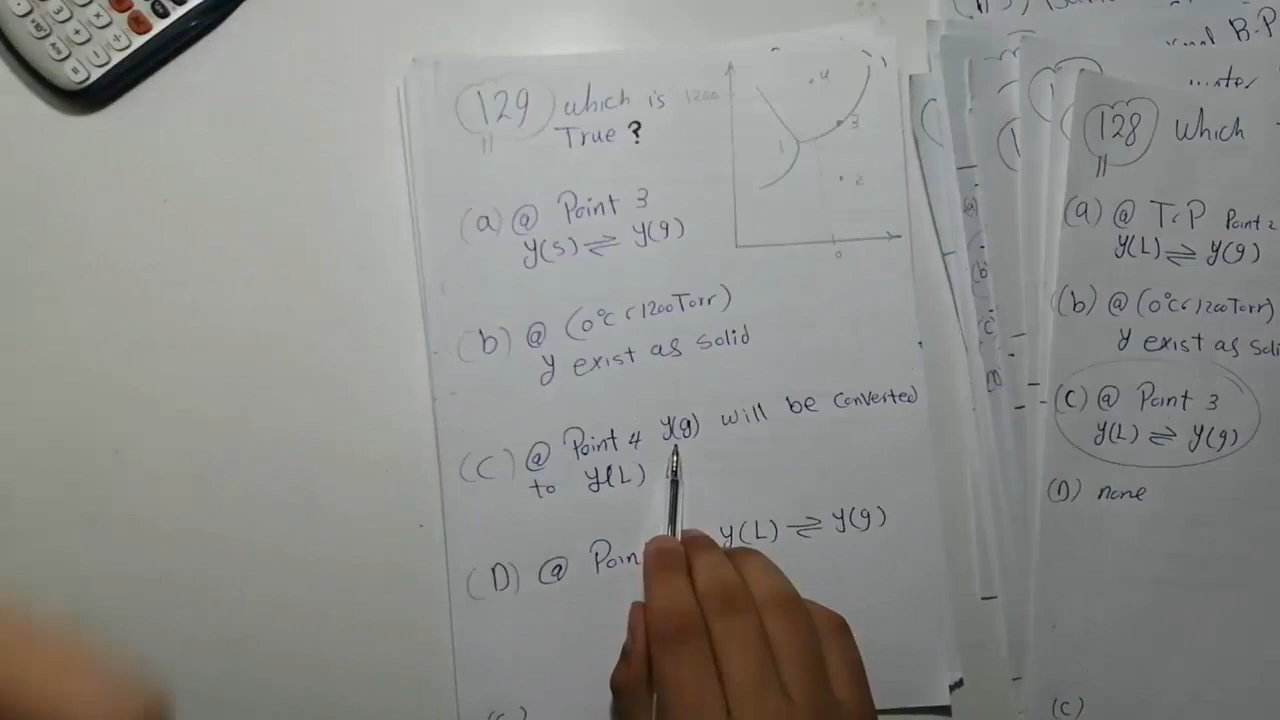 129 which is
True ?
(a) @ Point 3
y(s) ⇌ y(g)
(b) @ (0°C, 1200 Torr)
y exist as solid
(C) @ Point 4 y(g) will be converted
to y(L)
(D) @ y(L) ⇌ y(g)
1200
4
3
1
2
0
B.P
128 which
(a) @ T.P Point 2
y(L) ⇌ y(g)
(b) @ (0°C, 1200 Torr)
y exist as
(C) @ Point 3
y(L) ⇌ y(g)
(D) none
(C)